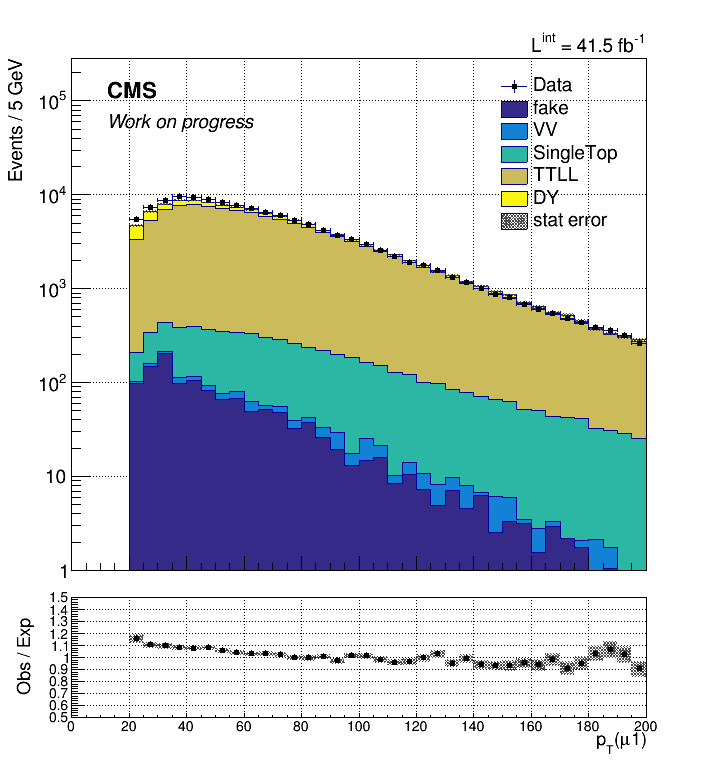 L^int = 41.5 fb^-1
Events / 5 GeV
CMS
Work on progress
Data
fake
VV
SingleTop
TTLL
DY
stat error
10^5
10^4
10^3
10^2
10
1
Obs / Exp
1.5
1.4
1.3
1.2
1.1
1
0.9
0.8
0.7
0.6
0.5
0 20 40 60 80 100 120 140 160 180 200
p_T(μ1)